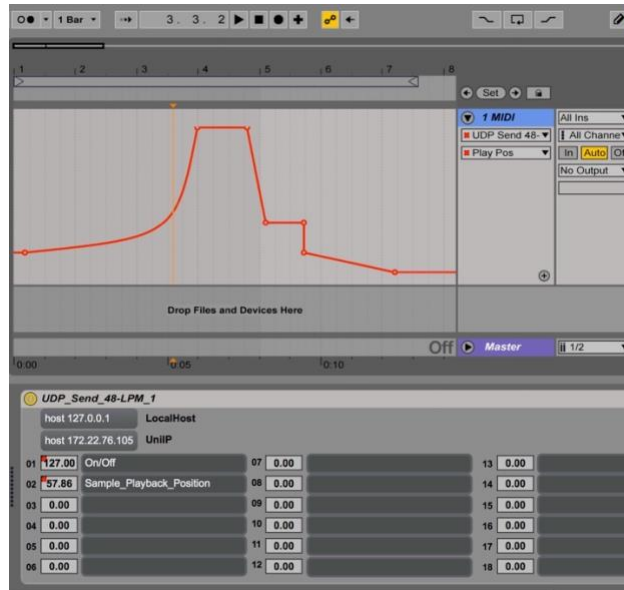 1 Bar
3. 3. 2
1 2 3 4 5 6 7 8
Set
1 MIDI All Ins
UDP Send 48- All Channe
Play Pos In Auto Of
No Output
Drop Files and Devices Here
Off Master 1/2
0:00 0:05 0:10
UDP_Send_48-LPM_1
host 127.0.0.1 LocalHost
host 172.22.76.105 UniIP
01 127.00 On/Off 07 0.00 13 0.00
02 57.86 Sample_Playback_Position 08 0.00 14 0.00
03 0.00 09 0.00 15 0.00
04 0.00 10 0.00 16 0.00
05 0.00 11 0.00 17 0.00
06 0.00 12 0.00 18 0.00